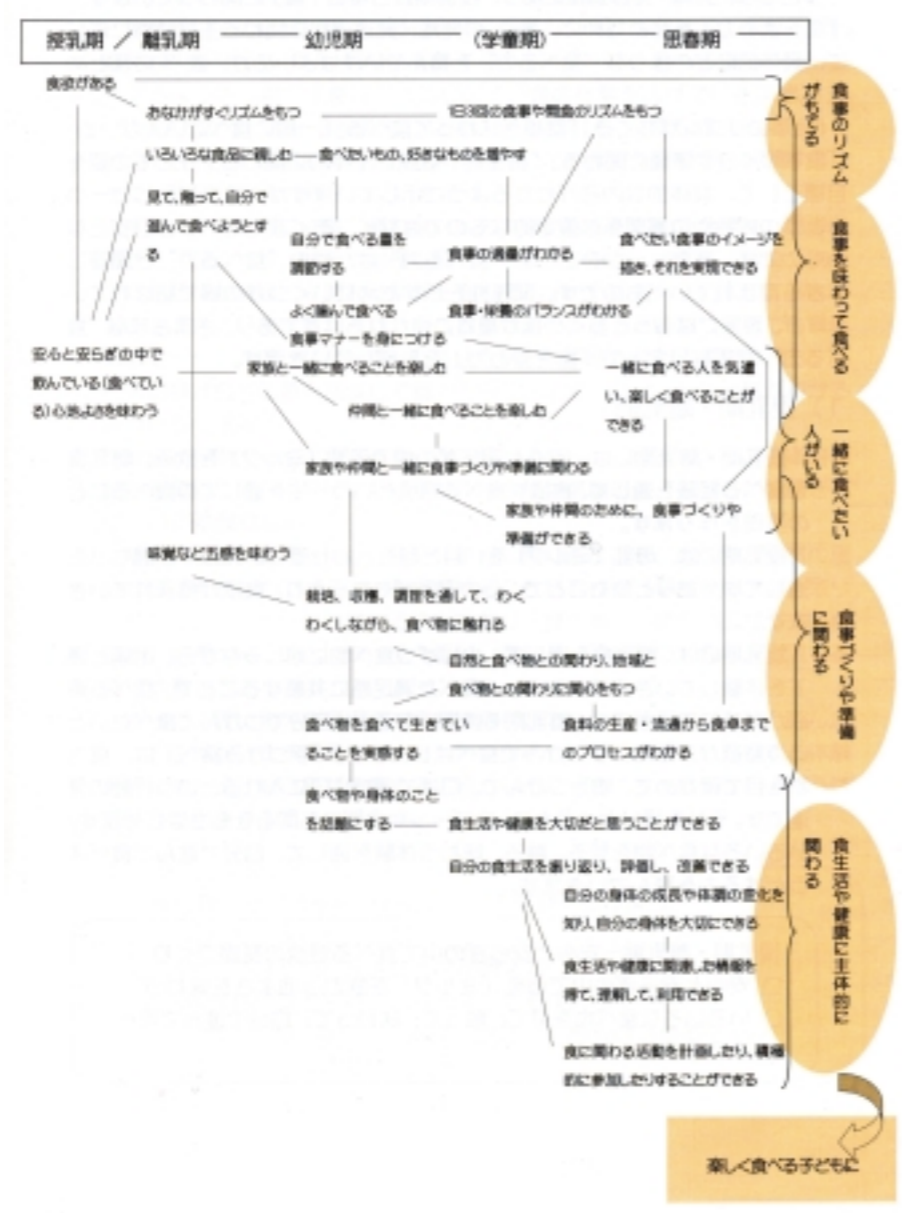 授乳期 / 離乳期 幼児期 (学童期) 思春期
食欲がある
おなかがすくリズムをもつ
1日3回の食事や間食のリズムをもつ
いろいろな食品に親しむ
食べたいもの、好きなものを増やす
見て、触って、自分で
進んで食べようとす
る
自分で食べる量を
調節する
食事の適量がわかる
食べたい食事のイメージを
描き、それを実現できる
よく噛んで食べる
食事・栄養のバランスがわかる
食事マナーを身につける
安心と安らぎの中で
飲んでいる(食べてい
る)心地よさを味わう
家族と一緒に食べることを楽しむ
一緒に食べる人を気遣
い、楽しく食べることが
できる
仲間と一緒に食べることを楽しむ
家族や仲間と一緒に食事づくりや準備に関わる
家族や仲間のために、食事づくりや
準備ができる
味覚など五感を味わう
栽培、収穫、調理を通して、わく
わくしながら、食べ物に触れる
自然と食べ物との関わり、地域と
食べ物との関わりに関心をもつ
食べ物を食べて生きてい
ることを実感する
食料の生産・流通から食卓まで
のプロセスがわかる
食べ物や身体のこと
を話題にする
食生活や健康を大切だと思うことができる
自分の食生活を振り返り、評価し、改善できる
自分の身体の成長や体調の変化を
知り、自分の身体を大切にできる
食生活や健康に関連した情報を
得て、理解して、利用できる
食に関わる活動を計画したり、積極
的に参加したりすることができる
食事のリズム
がもてる
食事を味わって食べる
一緒に食べたい
人がいる
食事づくりや準備
に関わる
食生活や健康に主体的に
関わる
楽しく食べる子どもに